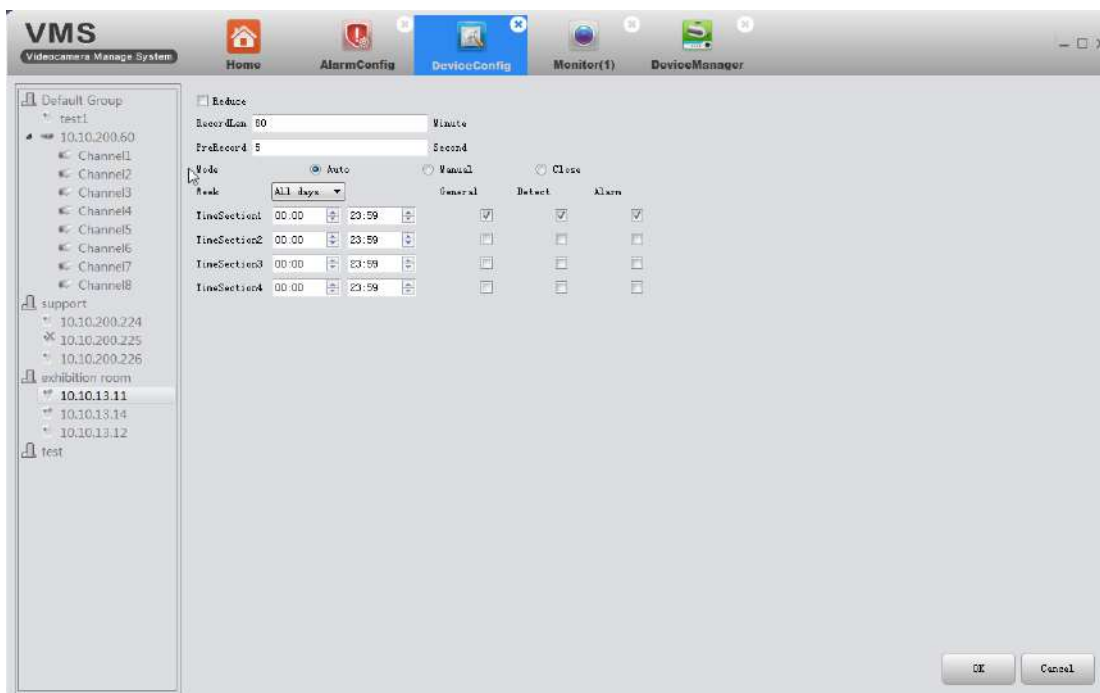 VMS
Videocamera Manage System
Home
AlarmConfig
DeviceConfig
Monitor(1)
DeviceManager
Default Group
test1
10.10.200.60
Channel1
Channel2
Channel3
Channel4
Channel5
Channel6
Channel7
Channel8
support
10.10.200.224
10.10.200.225
10.10.200.226
exhibition room
10.10.13.11
10.10.13.14
10.10.13.12
test
Reduce
RecordLen 60 Minute
PreRecord 5 Second
Mode Auto Manual Close
Week All days General Detect Alarm
TimeSection1 00:00 23:59
TimeSection2 00:00 23:59
TimeSection3 00:00 23:59
TimeSection4 00:00 23:59
OK Cancel